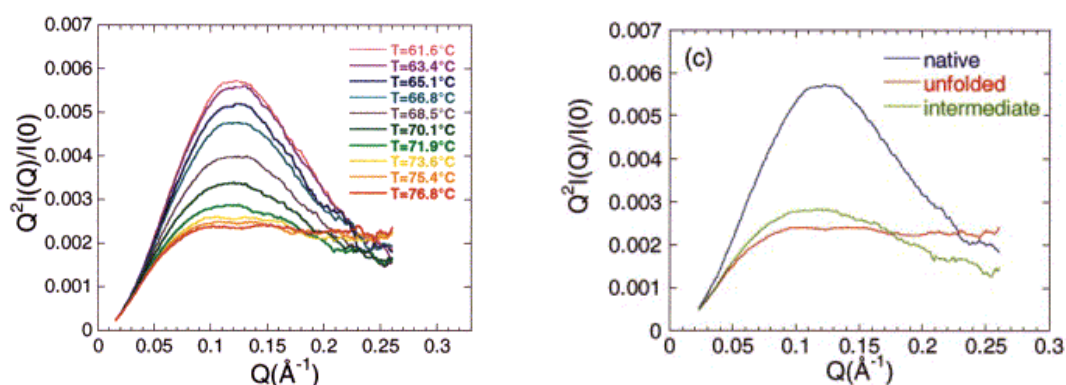 0.007
0.006
0.005
0.004
0.003
0.002
0.001
0
Q²I(Q)/I(0)
T=61.6°C
T=63.4°C
T=65.1°C
T=66.8°C
T=68.5°C
T=70.1°C
T=71.9°C
T=73.6°C
T=75.4°C
T=76.8°C
0 0.05 0.1 0.15 0.2 0.25 0.3
Q(Å⁻¹)
0.007
0.006
0.005
0.004
0.003
0.002
0.001
0
Q²I(Q)/I(0)
(c)
native
unfolded
intermediate
0 0.05 0.1 0.15 0.2 0.25 0.3
Q(Å⁻¹)